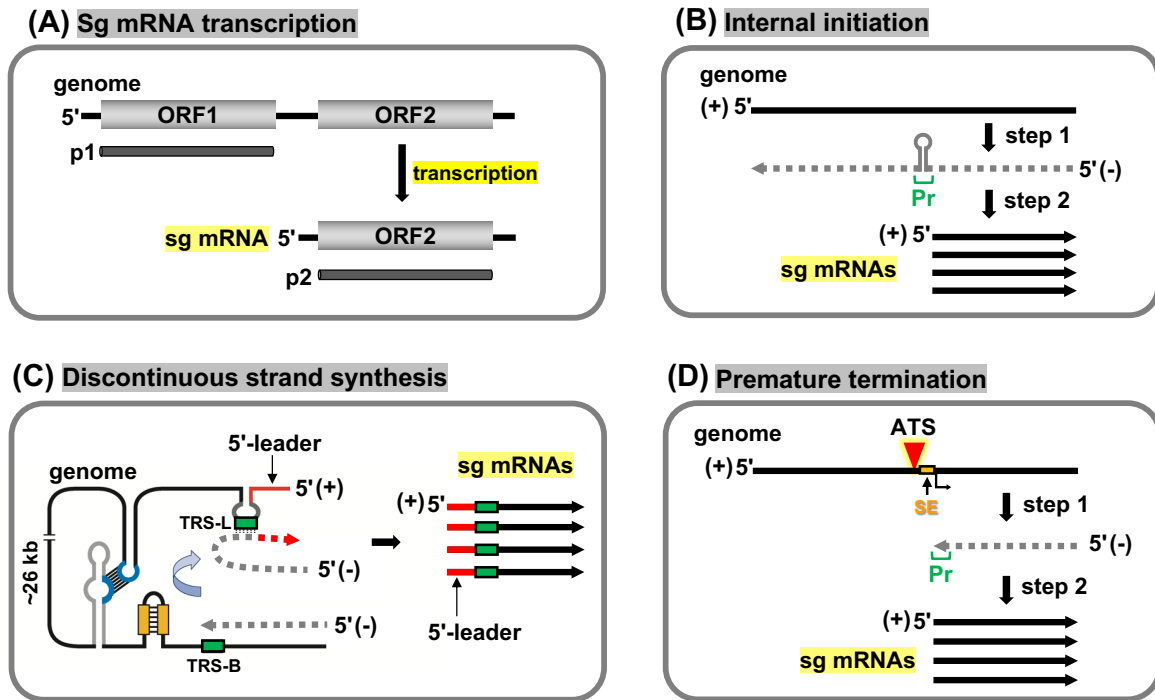 (A) Sg mRNA transcription
genome
5' ORF1 ORF2
p1
transcription
sg mRNA 5' ORF2
p2
(B) Internal initiation
genome
(+) 5'
step 1
5' (-)
Pr
step 2
(+) 5'
sg mRNAs
(C) Discontinuous strand synthesis
5'-leader
genome
5' (+)
TRS-L
~26 kb
5' (-)
5' (-)
TRS-B
sg mRNAs
(+) 5'
5'-leader
(D) Premature termination
ATS
genome
(+) 5'
SE
step 1
5' (-)
Pr
step 2
(+) 5'
sg mRNAs